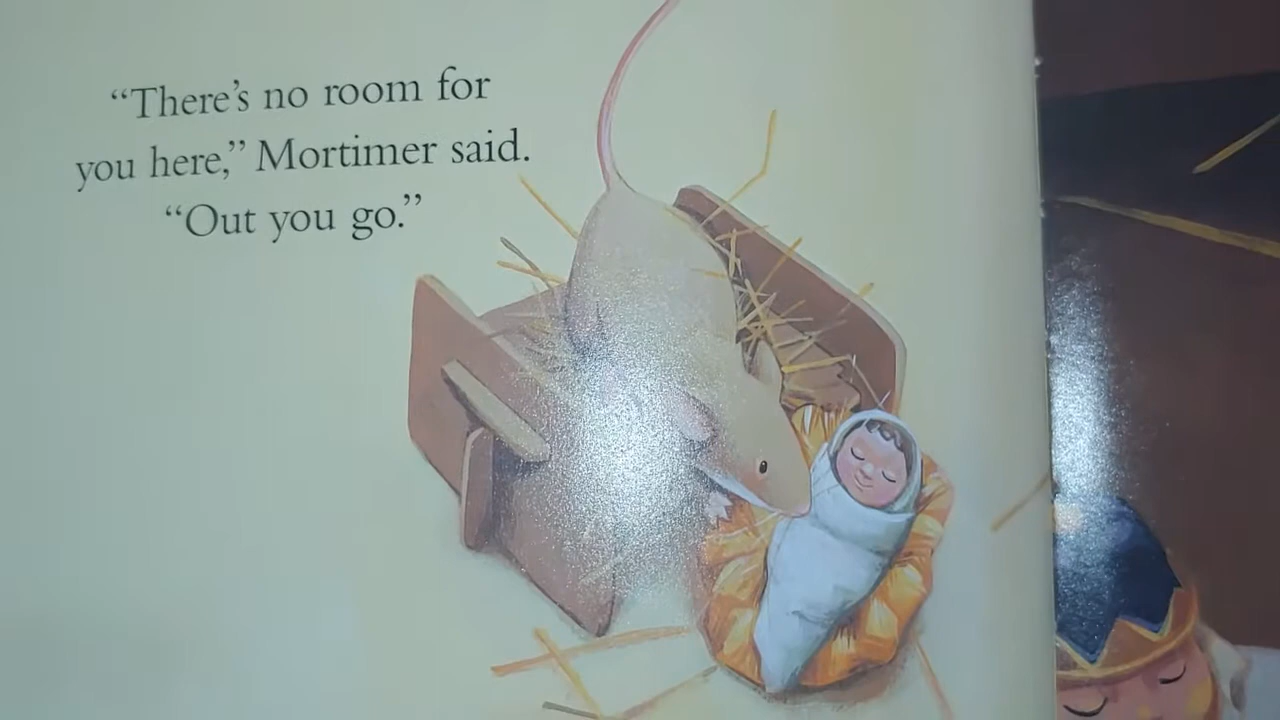 “There’s no room for
you here,” Mortimer said.
“Out you go.”